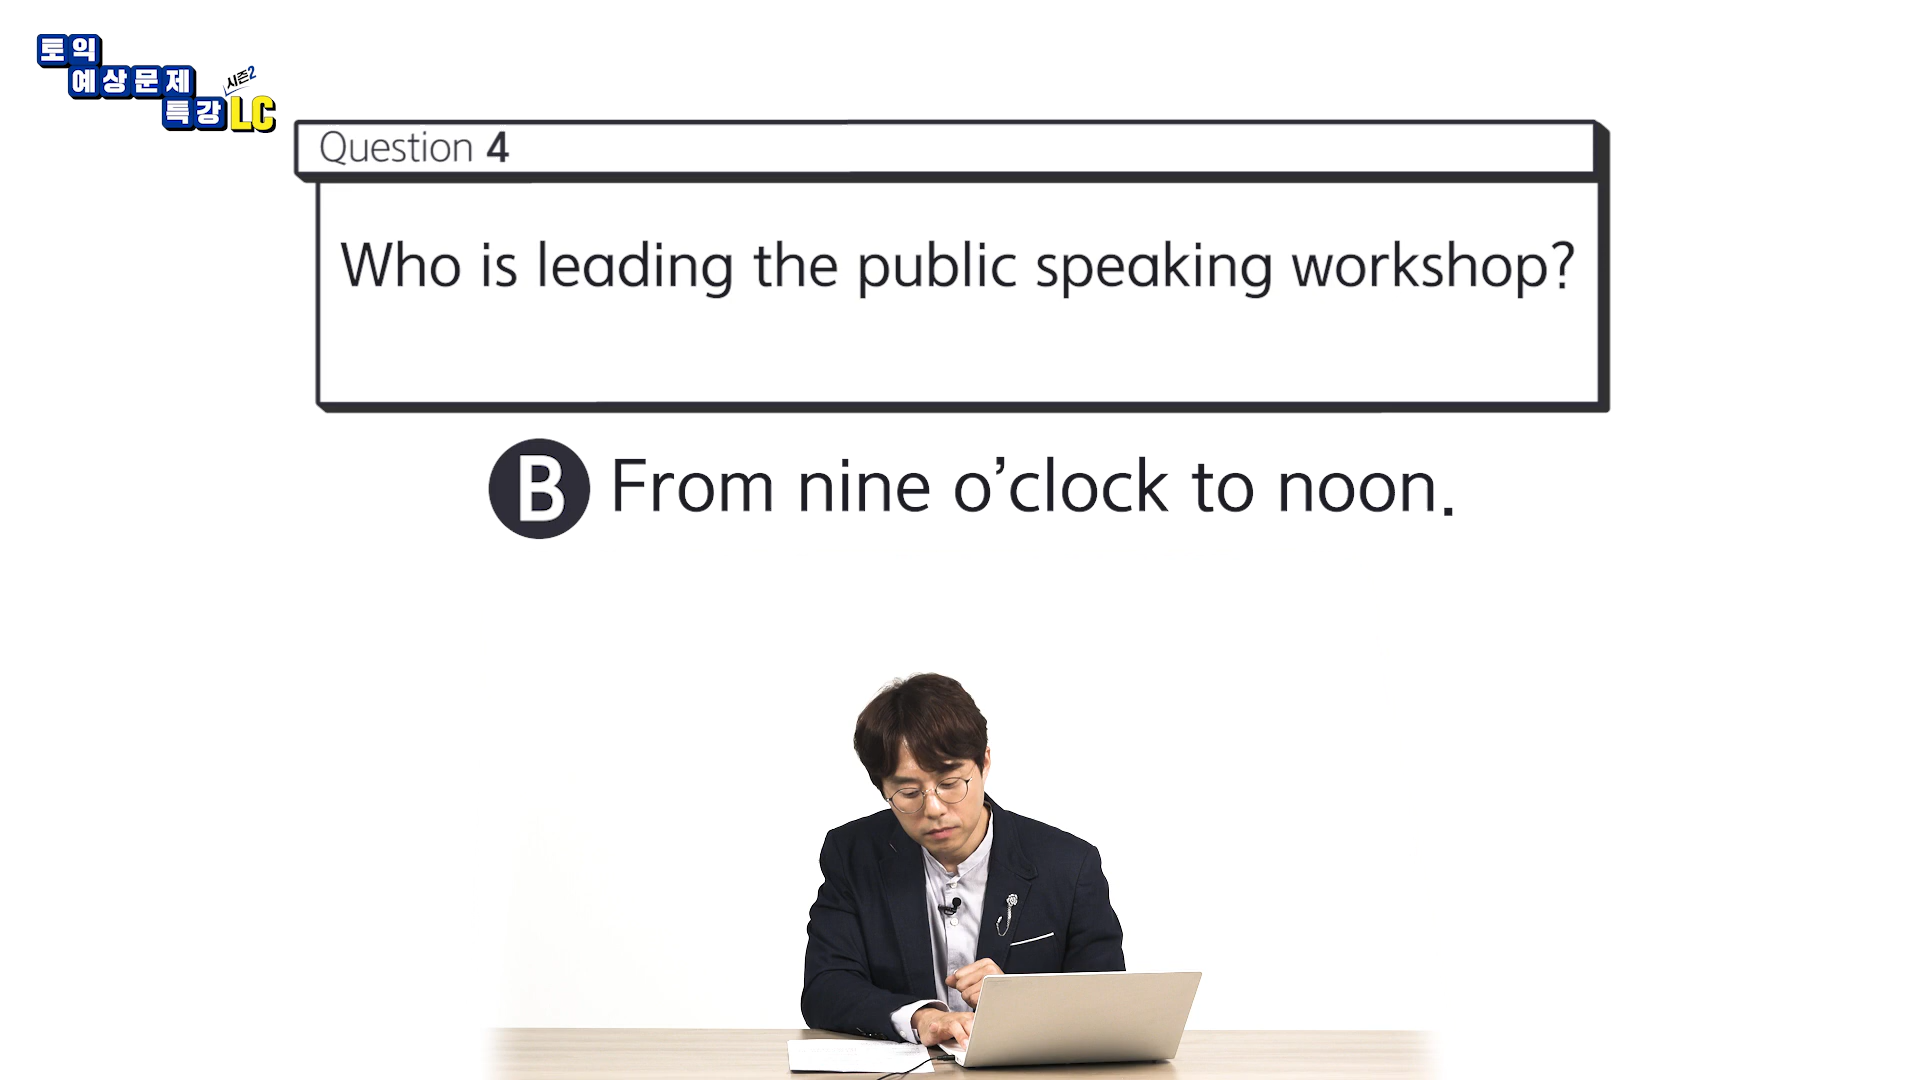 토익
예상문제
시즌2
특강 LC
Question 4
Who is leading the public speaking workshop?
B From nine o’clock to noon.